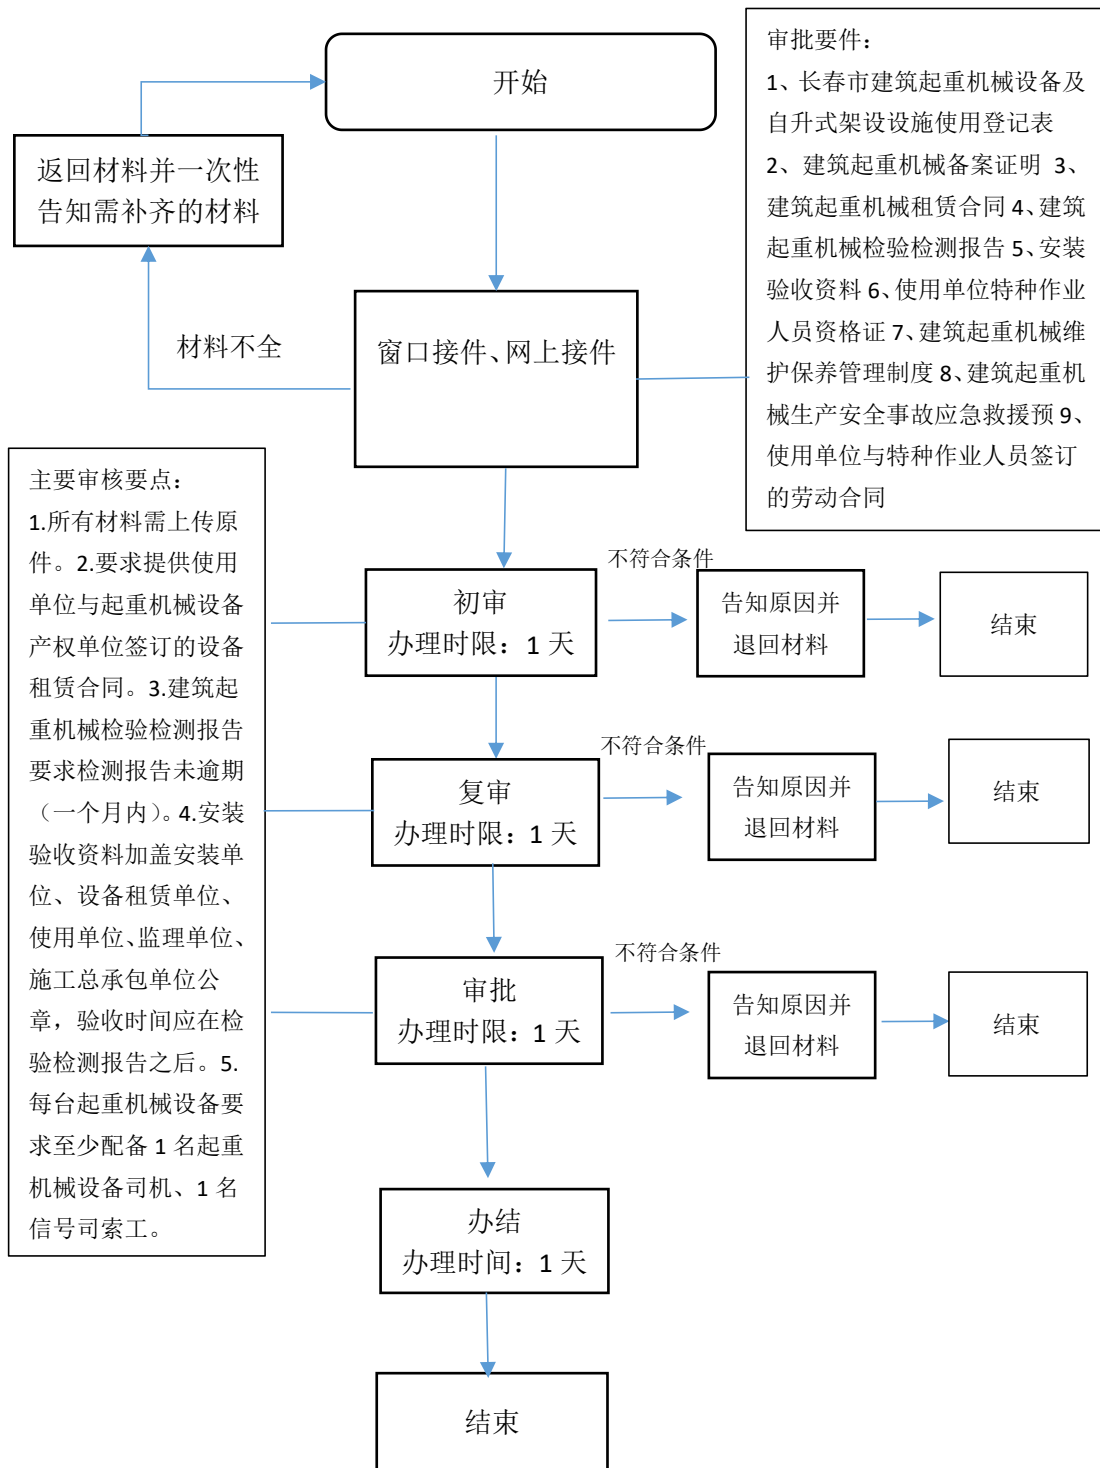 开始
审批要件：
1、长春市建筑起重机械设备及
自升式架设设施使用登记表
2、建筑起重机械备案证明 3、
建筑起重机械租赁合同 4、建筑
起重机械检验检测报告 5、安装
验收资料 6、使用单位特种作业
人员资格证 7、建筑起重机械维
护保养管理制度 8、建筑起重机
械生产安全事故应急救援预 9、
使用单位与特种作业人员签订
的劳动合同
返回材料并一次性
告知需补齐的材料
材料不全
窗口接件、网上接件
主要审核要点：
1.所有材料需上传原
件。2.要求提供使用
单位与起重机械设备
产权单位签订的设备
租赁合同。3.建筑起
重机械检验检测报告
要求检测报告未逾期
（一个月内）。4.安装
验收资料加盖安装单
位、设备租赁单位、
使用单位、监理单位、
施工总承包单位公
章，验收时间应在检
验检测报告之后。5.
每台起重机械设备要
求至少配备 1 名起重
机械设备司机、1 名
信号司索工。
初审
办理时限：1 天
不符合条件
告知原因并
退回材料
结束
复审
办理时限：1 天
不符合条件
告知原因并
退回材料
结束
审批
办理时限：1 天
不符合条件
告知原因并
退回材料
结束
办结
办理时间：1 天
结束